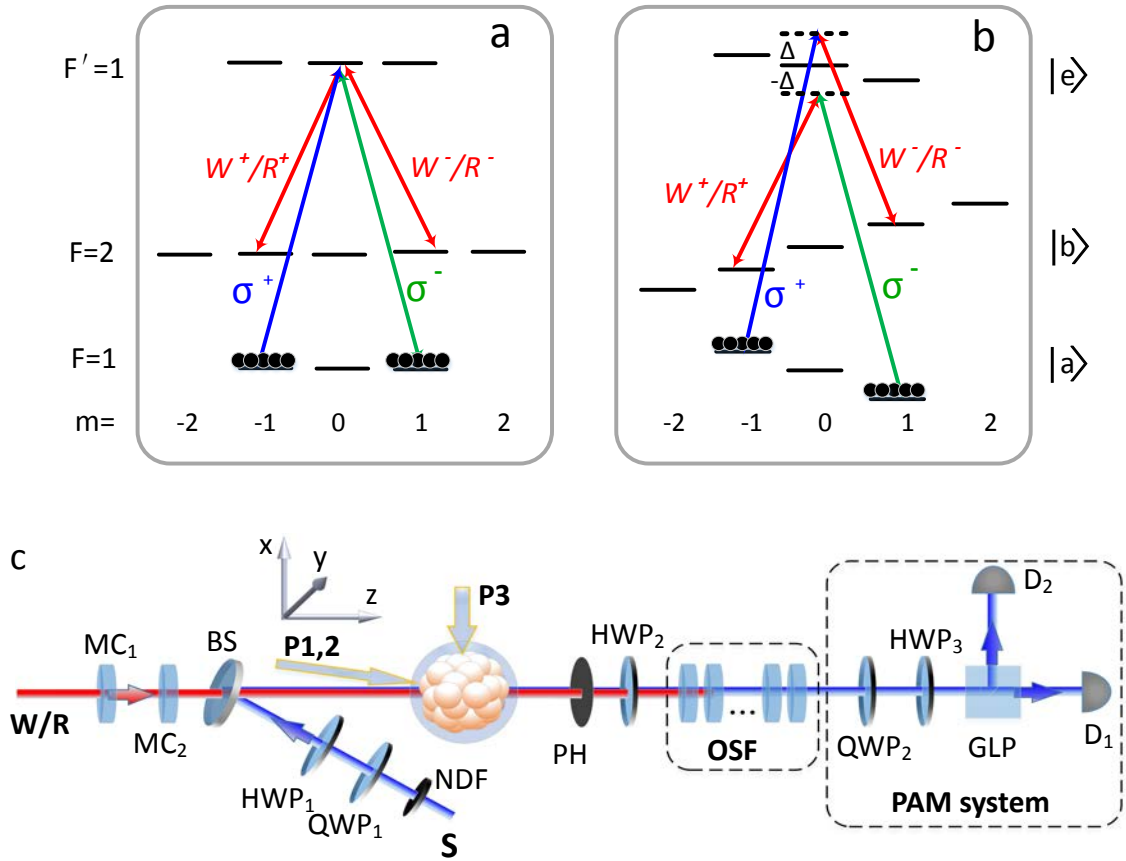 a
F′=1
W⁺/R⁺
W⁻/R⁻
F=2
σ⁺
σ⁻
F=1
m=
-2
-1
0
1
2
b
Δ
-Δ
|e⟩
W⁺/R⁺
W⁻/R⁻
|b⟩
σ⁺
σ⁻
|a⟩
-2
-1
0
1
2
c
x
y
z
P3
P1,2
MC₁
BS
HWP₂
D₂
HWP₃
W/R
MC₂
PH
...
OSF
QWP₂
GLP
D₁
HWP₁
QWP₁
NDF
S
PAM system